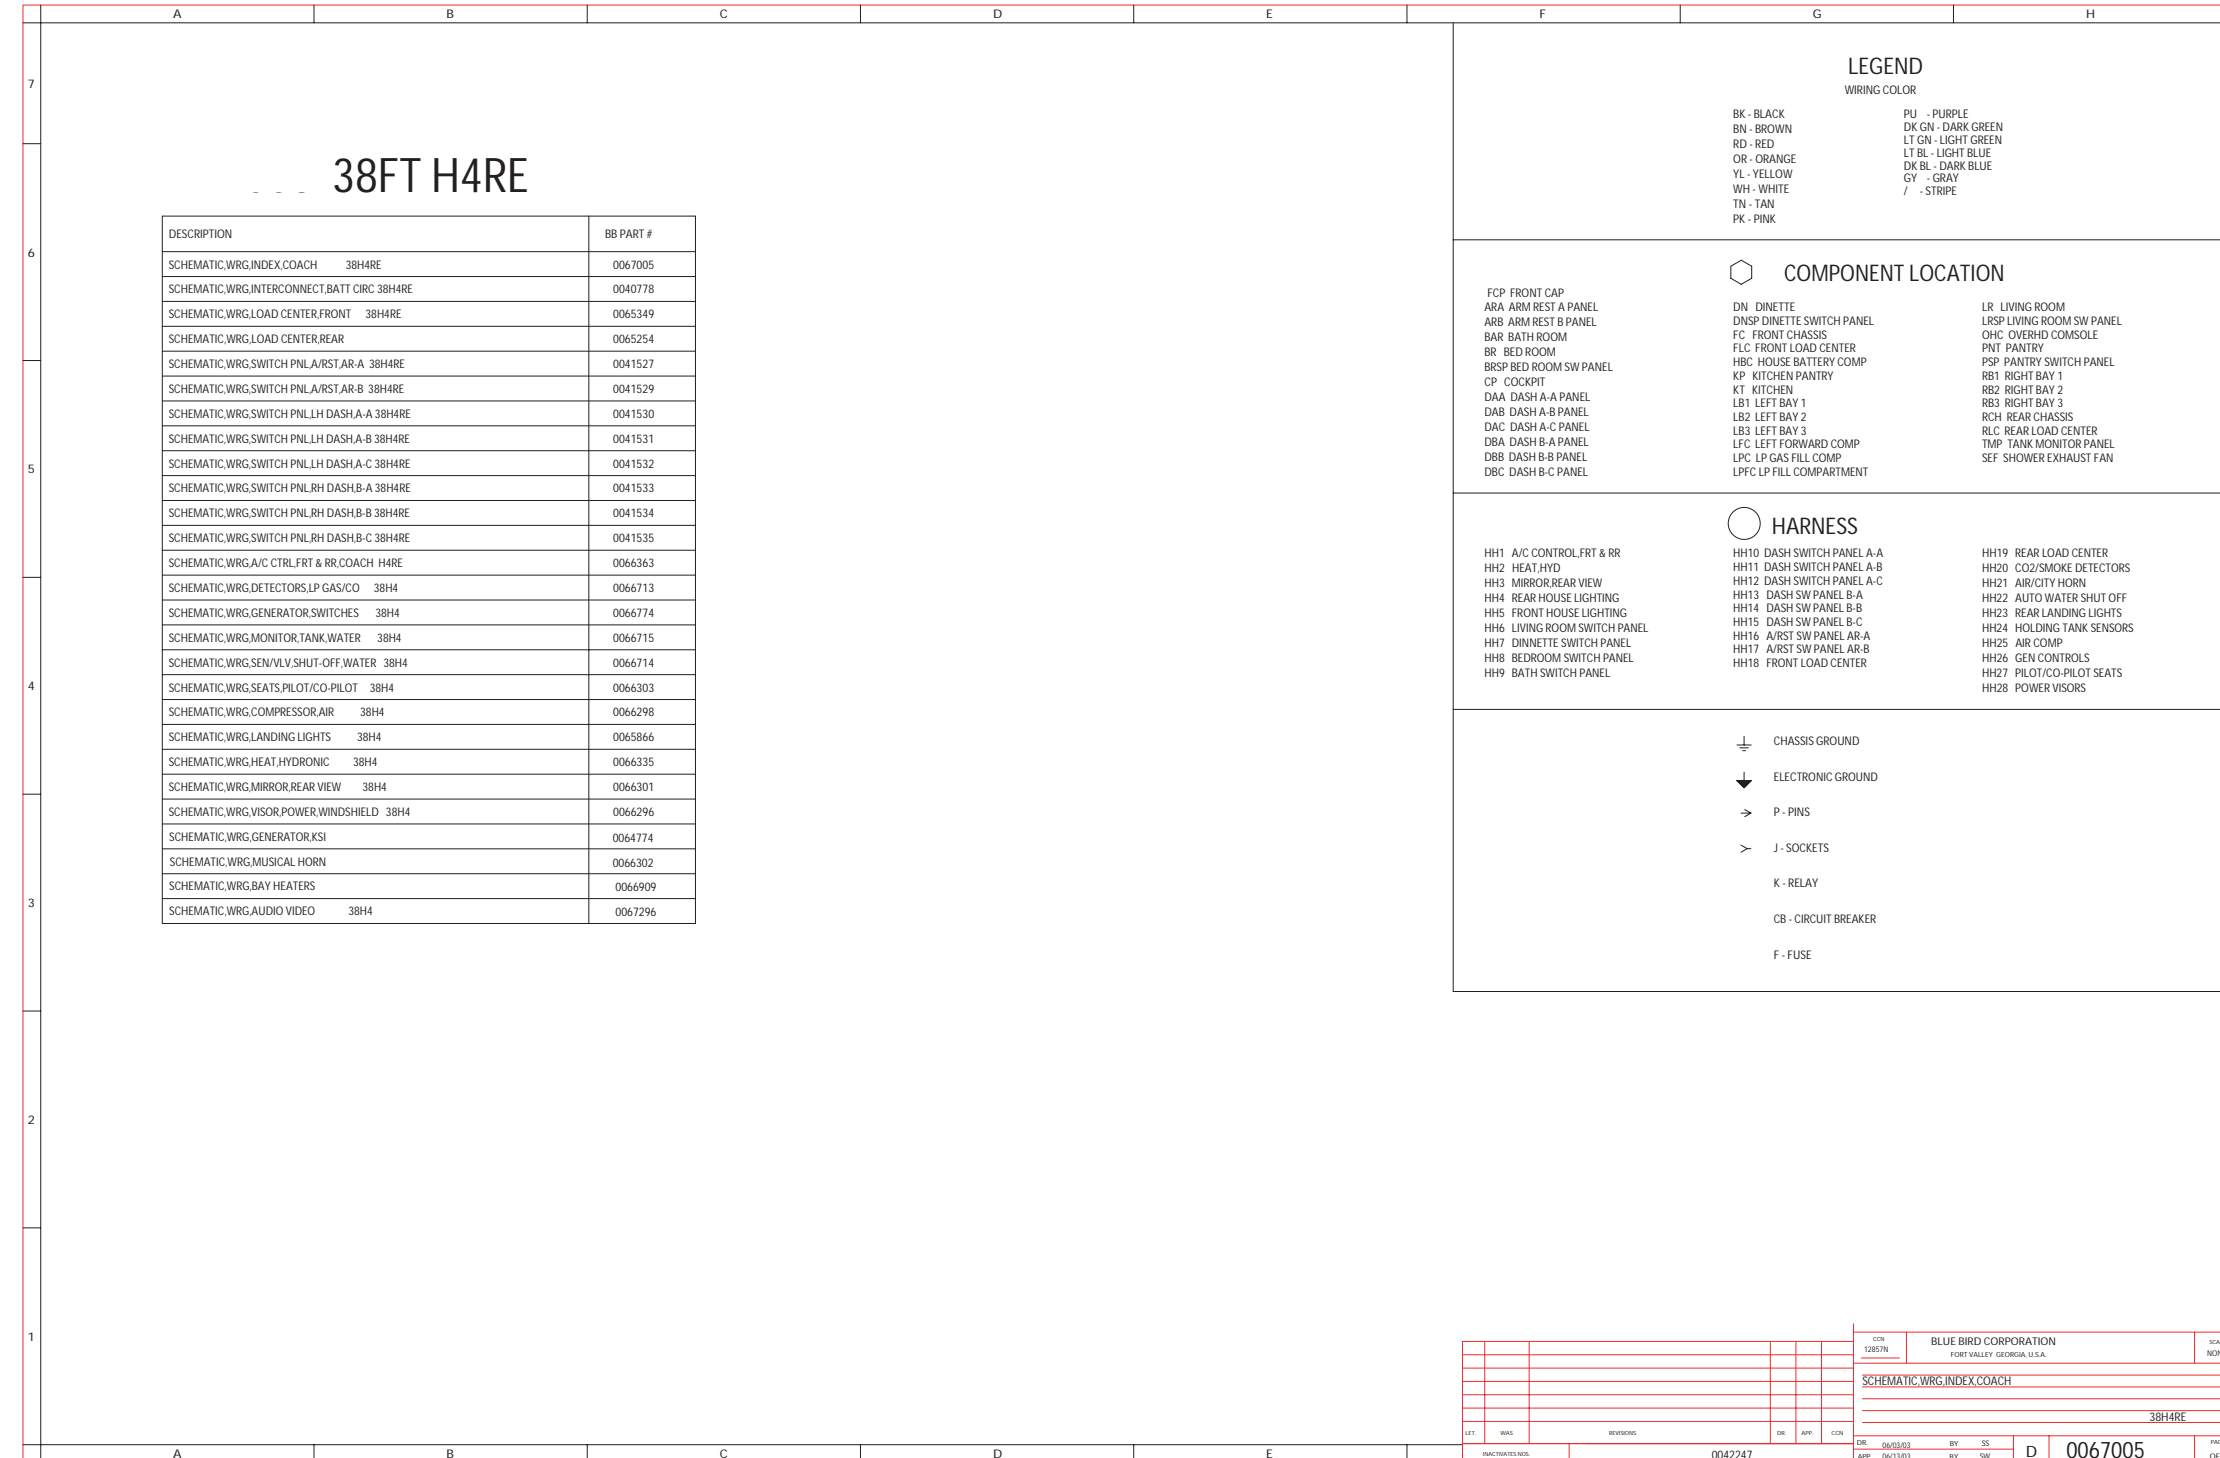 A B C D E F G H
7
6
5
4
3
2
1
38FT H4RE
DESCRIPTION BB PART #
SCHEMATIC,WRG,INDEX,COACH 38H4RE 0067005
SCHEMATIC,WRG,INTERCONNECT,BATT CIRC 38H4RE 0040778
SCHEMATIC,WRG,LOAD CENTER,FRONT 38H4RE 0065349
SCHEMATIC,WRG,LOAD CENTER,REAR 0065254
SCHEMATIC,WRG,SWITCH PNL,A/RST,AR-A 38H4RE 0041527
SCHEMATIC,WRG,SWITCH PNL,A/RST,AR-B 38H4RE 0041529
SCHEMATIC,WRG,SWITCH PNL,LH DASH,A-A 38H4RE 0041530
SCHEMATIC,WRG,SWITCH PNL,LH DASH,A-B 38H4RE 0041531
SCHEMATIC,WRG,SWITCH PNL,LH DASH,A-C 38H4RE 0041532
SCHEMATIC,WRG,SWITCH PNL,RH DASH,B-A 38H4RE 0041533
SCHEMATIC,WRG,SWITCH PNL,RH DASH,B-B 38H4RE 0041534
SCHEMATIC,WRG,SWITCH PNL,RH DASH,B-C 38H4RE 0041535
SCHEMATIC,WRG,A/C CTRL,FRT & RR,COACH H4RE 0066363
SCHEMATIC,WRG,DETECTORS,LP GAS/CO 38H4 0066713
SCHEMATIC,WRG,GENERATOR,SWITCHES 38H4 0066774
SCHEMATIC,WRG,MONITOR,TANK,WATER 38H4 0066715
SCHEMATIC,WRG,SEN/VLV,SHUT-OFF,WATER 38H4 0066714
SCHEMATIC,WRG,SEATS,PILOT/CO-PILOT 38H4 0066303
SCHEMATIC,WRG,COMPRESSOR,AIR 38H4 0066298
SCHEMATIC,WRG,LANDING LIGHTS 38H4 0065866
SCHEMATIC,WRG,HEAT,HYDRONIC 38H4 0066335
SCHEMATIC,WRG,MIRROR,REAR VIEW 38H4 0066301
SCHEMATIC,WRG,VISOR,POWER,WINDSHIELD 38H4 0066296
SCHEMATIC,WRG,GENERATOR,KSI 0064774
SCHEMATIC,WRG,MUSICAL HORN 0066302
SCHEMATIC,WRG,BAY HEATERS 0066909
SCHEMATIC,WRG,AUDIO VIDEO 38H4 0067296
LEGEND
WIRING COLOR
BK - BLACK
BN - BROWN
RD - RED
OR - ORANGE
YL - YELLOW
WH - WHITE
TN - TAN
PK - PINK
PU - PURPLE
DK GN - DARK GREEN
LT GN - LIGHT GREEN
LT BL - LIGHT BLUE
DK BL - DARK BLUE
GY - GRAY
/ - STRIPE
COMPONENT LOCATION
FCP FRONT CAP
ARA ARM REST A PANEL
ARB ARM REST B PANEL
BAR BATH ROOM
BR BED ROOM
BRSP BED ROOM SW PANEL
CP COCKPIT
DAA DASH A-A PANEL
DAB DASH A-B PANEL
DAC DASH A-C PANEL
DBA DASH B-A PANEL
DBB DASH B-B PANEL
DBC DASH B-C PANEL
DN DINETTE
DNSP DINETTE SWITCH PANEL
FC FRONT CHASSIS
FLC FRONT LOAD CENTER
HBC HOUSE BATTERY COMP
KP KITCHEN PANTRY
KT KITCHEN
LB1 LEFT BAY 1
LB2 LEFT BAY 2
LB3 LEFT BAY 3
LFC LEFT FORWARD COMP
LPC LP GAS FILL COMP
LPFC LP FILL COMPARTMENT
LR LIVING ROOM
LRSP LIVING ROOM SW PANEL
OHC OVERHD COMSOLE
PNT PANTRY
PSP PANTRY SWITCH PANEL
RB1 RIGHT BAY 1
RB2 RIGHT BAY 2
RB3 RIGHT BAY 3
RCH REAR CHASSIS
RLC REAR LOAD CENTER
TMP TANK MONITOR PANEL
SEF SHOWER EXHAUST FAN
HARNESS
HH1 A/C CONTROL,FRT & RR
HH2 HEAT,HYD
HH3 MIRROR,REAR VIEW
HH4 REAR HOUSE LIGHTING
HH5 FRONT HOUSE LIGHTING
HH6 LIVING ROOM SWITCH PANEL
HH7 DINNETTE SWITCH PANEL
HH8 BEDROOM SWITCH PANEL
HH9 BATH SWITCH PANEL
HH10 DASH SWITCH PANEL A-A
HH11 DASH SWITCH PANEL A-B
HH12 DASH SWITCH PANEL A-C
HH13 DASH SW PANEL B-A
HH14 DASH SW PANEL B-B
HH15 DASH SW PANEL B-C
HH16 A/RST SW PANEL AR-A
HH17 A/RST SW PANEL AR-B
HH18 FRONT LOAD CENTER
HH19 REAR LOAD CENTER
HH20 CO2/SMOKE DETECTORS
HH21 AIR/CITY HORN
HH22 AUTO WATER SHUT OFF
HH23 REAR LANDING LIGHTS
HH24 HOLDING TANK SENSORS
HH25 AIR COMP
HH26 GEN CONTROLS
HH27 PILOT/CO-PILOT SEATS
HH28 POWER VISORS
CHASSIS GROUND
ELECTRONIC GROUND
P - PINS
J - SOCKETS
K - RELAY
CB - CIRCUIT BREAKER
F - FUSE
LET. WAS REVISIONS DR. APP. CCN
INACTIVATES NOS. 0042247
CCN
12857N
BLUE BIRD CORPORATION
FORT VALLEY GEORGIA, U.S.A.
SCHEMATIC,WRG,INDEX,COACH
38H4RE
DR. 06/03/03 BY SS
APP. 06/13/03 BY SW
D 0067005
A B C D E